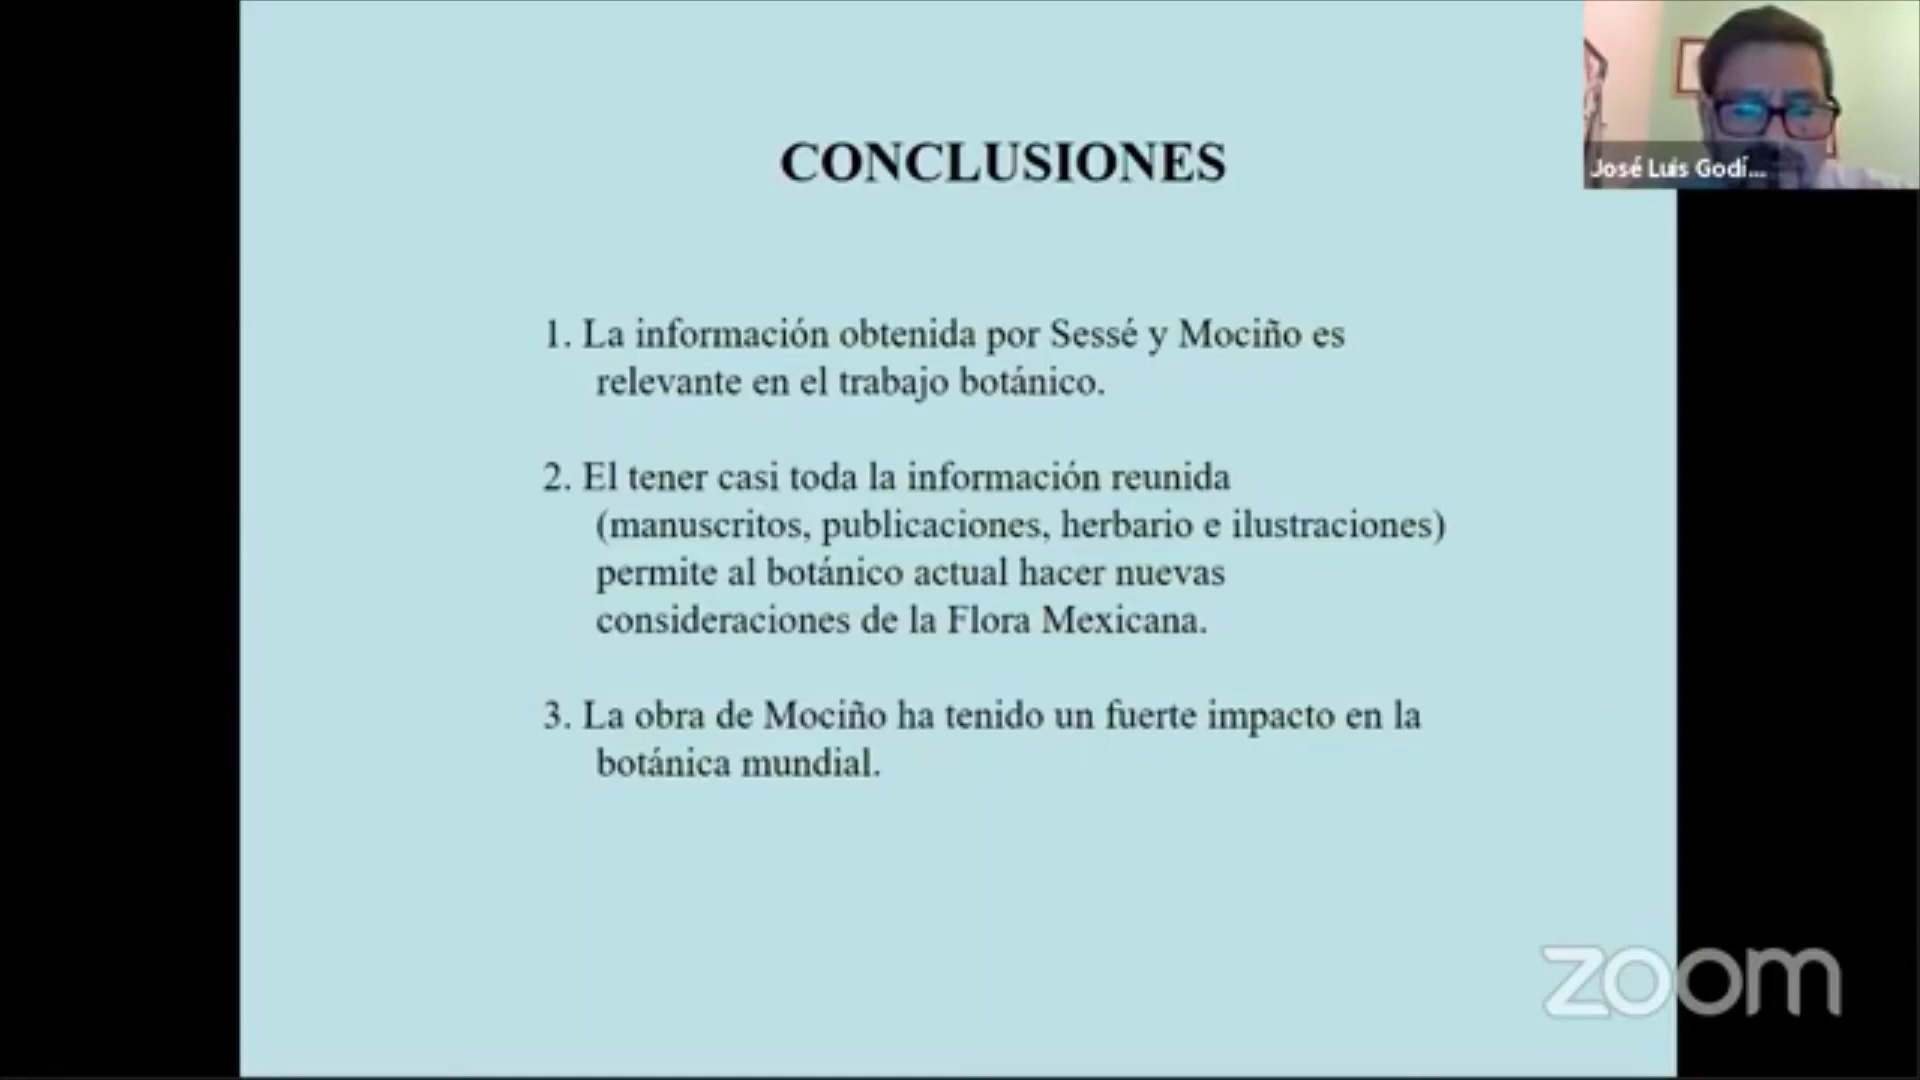 CONCLUSIONES
José Luis Godí...
1. La información obtenida por Sessé y Mociño es
relevante en el trabajo botánico.
2. El tener casi toda la información reunida
(manuscritos, publicaciones, herbario e ilustraciones)
permite al botánico actual hacer nuevas
consideraciones de la Flora Mexicana.
3. La obra de Mociño ha tenido un fuerte impacto en la
botánica mundial.
zoom